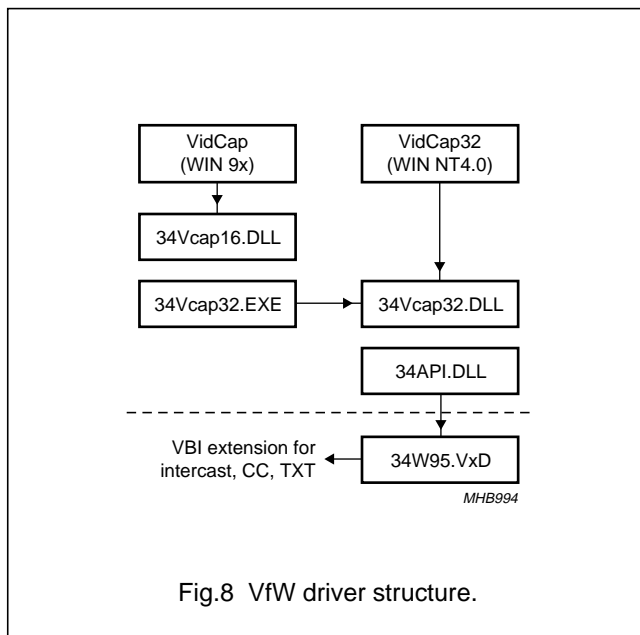 VidCap
(WIN 9x)
VidCap32
(WIN NT4.0)
34Vcap16.DLL
34Vcap32.EXE
34Vcap32.DLL
34API.DLL
VBI extension for
intercast, CC, TXT
34W95.VxD
MHB994
Fig.8 VfW driver structure.